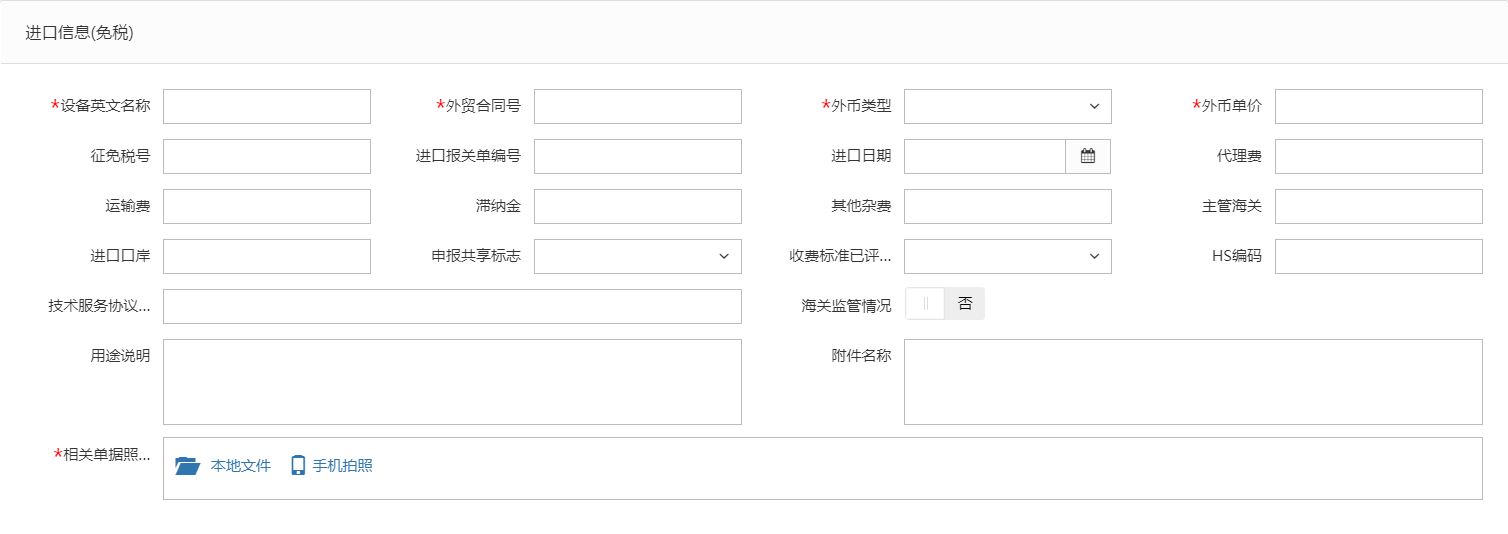 进口信息(免税)
*设备英文名称 *外贸合同号 *外币类型 *外币单价
征免税号 进口报关单编号 进口日期 代理费
运输费 滞纳金 其他杂费 主管海关
进口口岸 申报共享标志 收费标准已评... HS编码
技术服务协议... 海关监管情况 否
用途说明 附件名称
*相关单据照...
本地文件 手机拍照